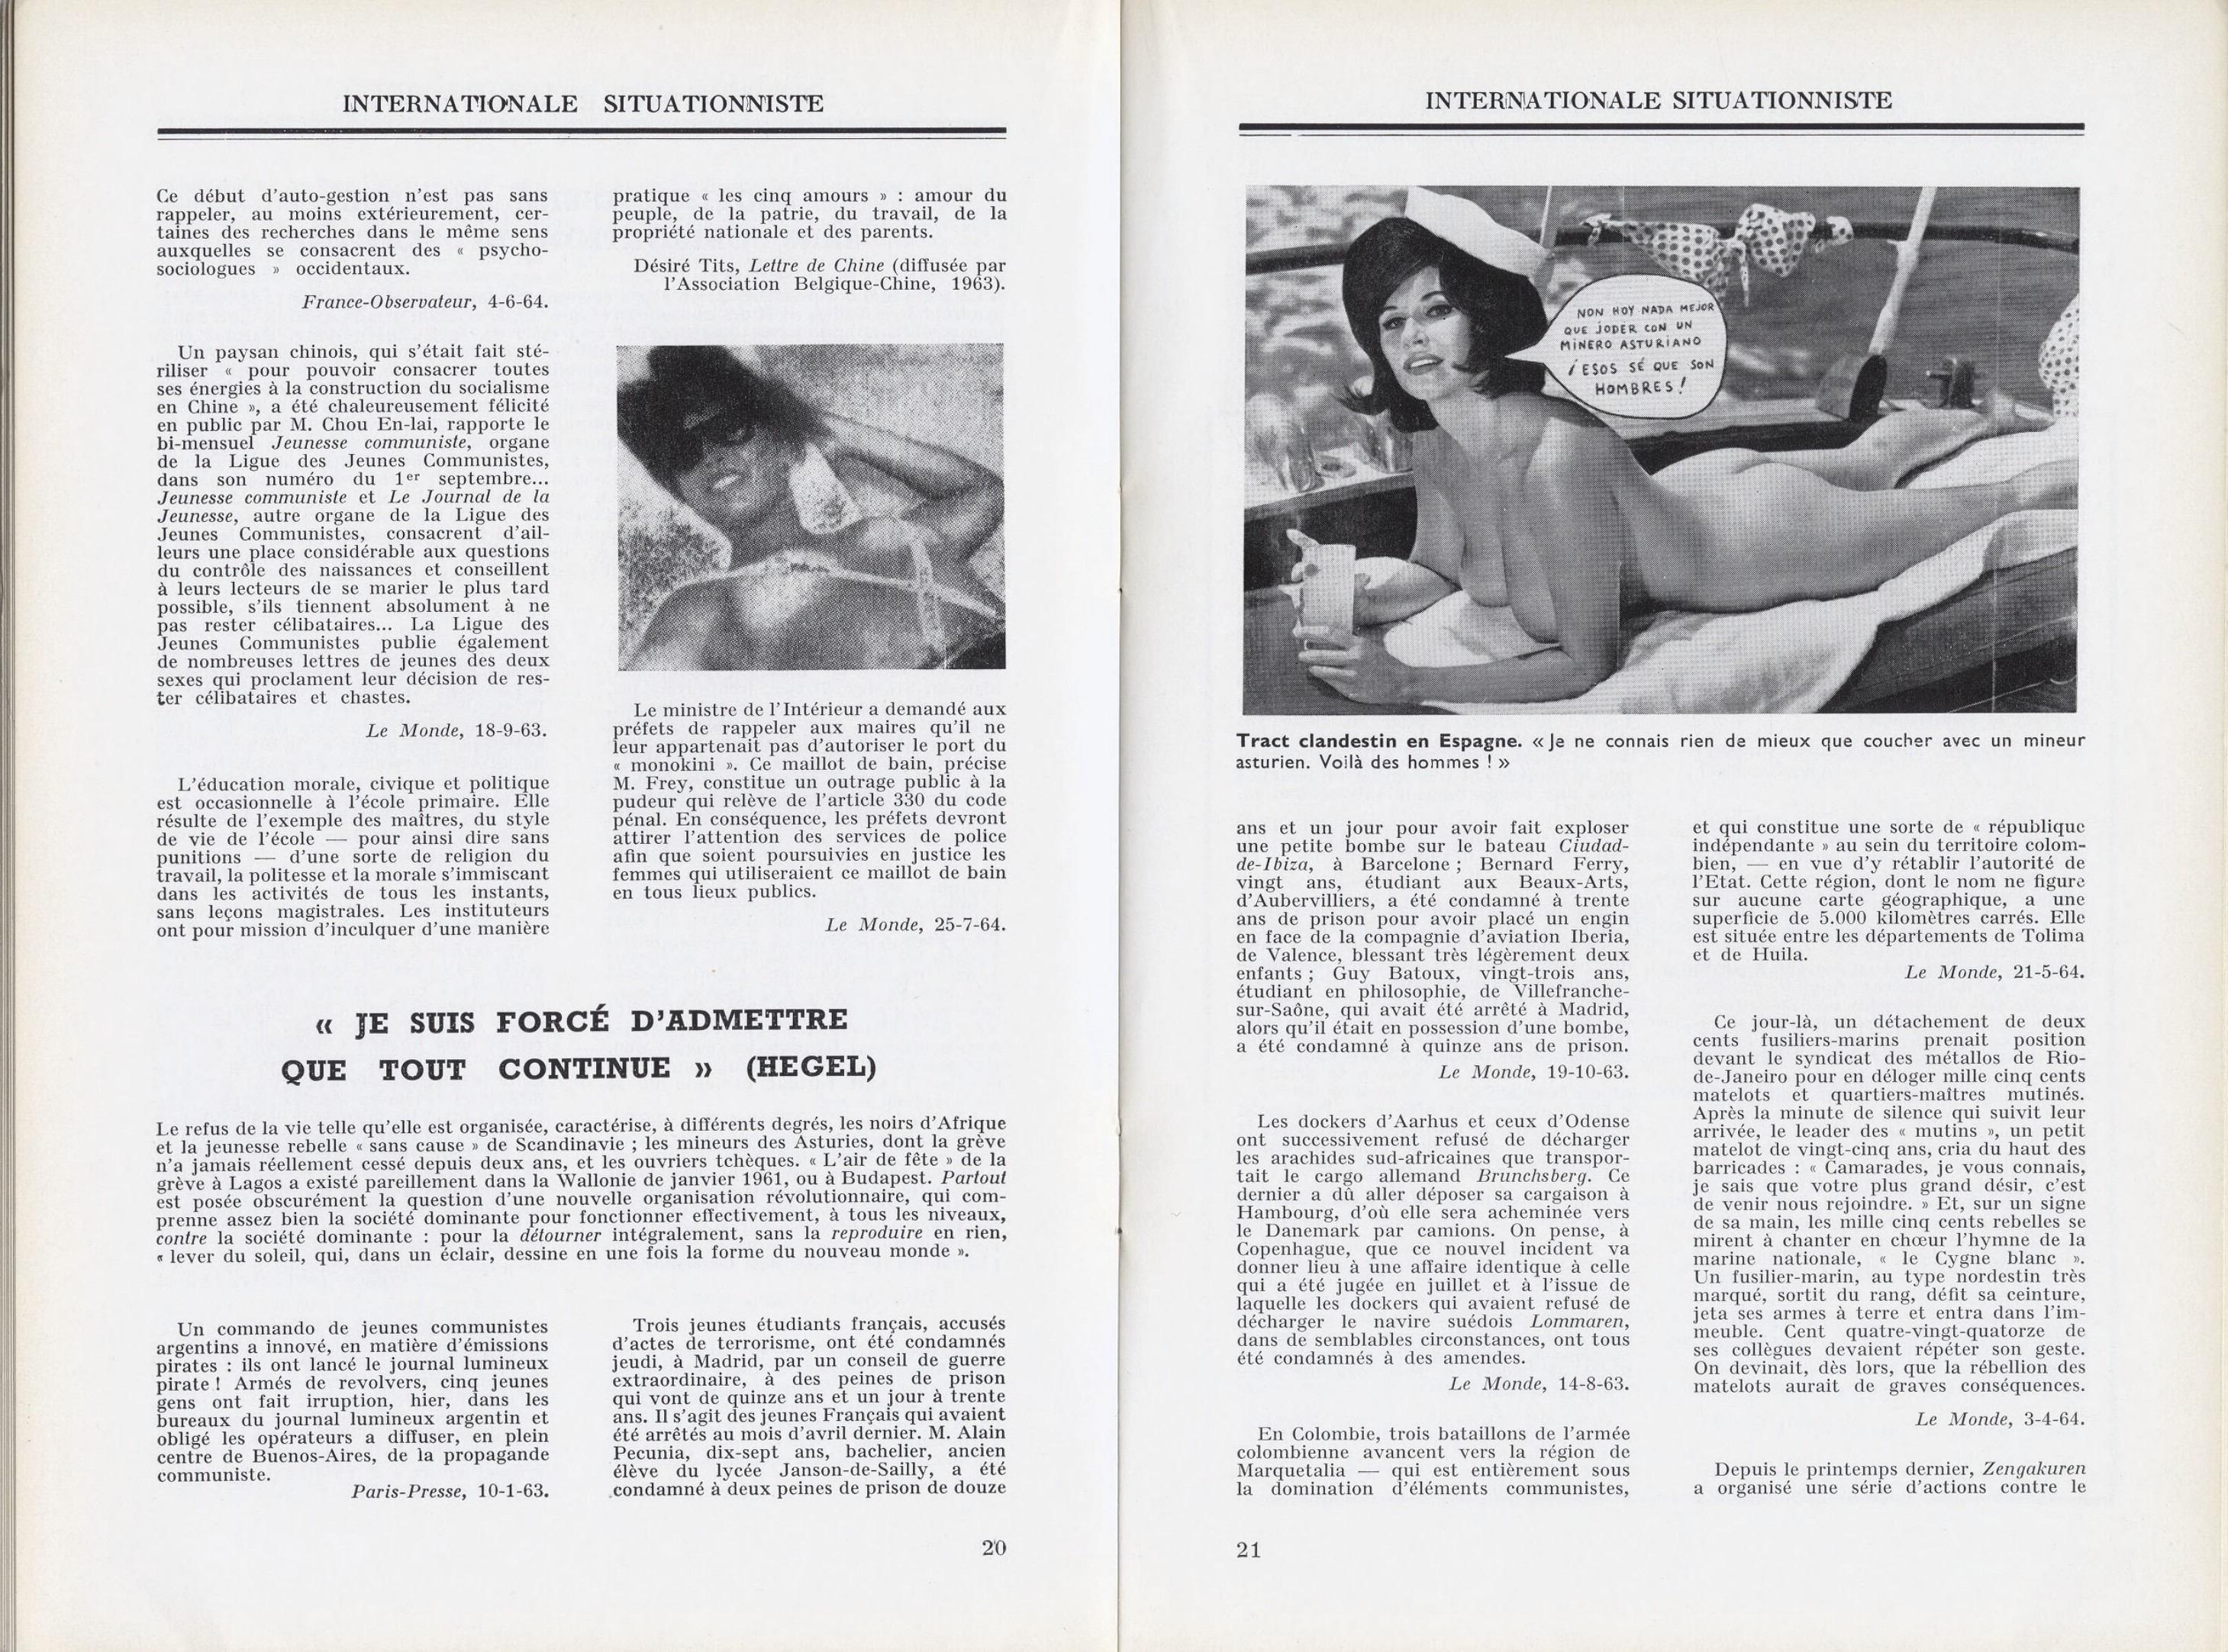 INTERNATIONALE SITUATIONNISTE
Ce début d'auto-gestion n'est pas sans
rappeler, au moins extérieurement, cer-
taines des recherches dans le même sens
auxquelles se consacrent des « psycho-
sociologues » occidentaux.
France-Observateur, 4-6-64.
Un paysan chinois, qui s'était fait sté-
riliser « pour pouvoir consacrer toutes
ses énergies à la construction du socialisme
en Chine », a été chaleureusement félicité
en public par M. Chou En-lai, rapporte le
bi-mensuel Jeunesse communiste, organe
de la Ligue des Jeunes Communistes,
dans son numéro du 1er septembre...
Jeunesse communiste et Le Journal de la
Jeunesse, autre organe de la Ligue des
Jeunes Communistes, consacrent d'ail-
leurs une place considérable aux questions
du contrôle des naissances et conseillent
à leurs lecteurs de se marier le plus tard
possible, s'ils tiennent absolument à ne
pas rester célibataires... La Ligue des
Jeunes Communistes publie également
de nombreuses lettres de jeunes des deux
sexes qui proclament leur décision de res-
ter célibataires et chastes.
Le Monde, 18-9-63.
L'éducation morale, civique et politique
est occasionnelle à l'école primaire. Elle
résulte de l'exemple des maîtres, du style
de vie de l'école — pour ainsi dire sans
punitions — d'une sorte de religion du
travail, la politesse et la morale s'immiscant
dans les activités de tous les instants,
sans leçons magistrales. Les instituteurs
ont pour mission d'inculquer d'une manière
pratique « les cinq amours » : amour du
peuple, de la patrie, du travail, de la
propriété nationale et des parents.
Désiré Tits, Lettre de Chine (diffusée par
l'Association Belgique-Chine, 1963).
Le ministre de l'Intérieur a demandé aux
préfets de rappeler aux maires qu'il ne
leur appartenait pas d'autoriser le port du
« monokini ». Ce maillot de bain, précise
M. Frey, constitue un outrage public à la
pudeur qui relève de l'article 330 du code
pénal. En conséquence, les préfets devront
attirer l'attention des services de police
afin que soient poursuivies en justice les
femmes qui utiliseraient ce maillot de bain
en tous lieux publics.
Le Monde, 25-7-64.
« JE SUIS FORCÉ D'ADMETTRE
QUE TOUT CONTINUE » (HEGEL)
Le refus de la vie telle qu'elle est organisée, caractérise, à différents degrés, les noirs d'Afrique
et la jeunesse rebelle « sans cause » de Scandinavie ; les mineurs des Asturies, dont la grève
n'a jamais réellement cessé depuis deux ans, et les ouvriers tchèques. « L'air de fête » de la
grève à Lagos a existé pareillement dans la Wallonie de janvier 1961, ou à Budapest. Partout
est posée obscurément la question d'une nouvelle organisation révolutionnaire, qui com-
prenne assez bien la société dominante pour fonctionner effectivement, à tous les niveaux,
contre la société dominante : pour la détourner intégralement, sans la reproduire en rien,
« lever du soleil, qui, dans un éclair, dessine en une fois la forme du nouveau monde ».
Un commando de jeunes communistes
argentins a innové, en matière d'émissions
pirates : ils ont lancé le journal lumineux
pirate ! Armés de revolvers, cinq jeunes
gens ont fait irruption, hier, dans les
bureaux du journal lumineux argentin et
obligé les opérateurs a diffuser, en plein
centre de Buenos-Aires, de la propagande
communiste.
Paris-Presse, 10-1-63.
Trois jeunes étudiants français, accusés
d'actes de terrorisme, ont été condamnés
jeudi, à Madrid, par un conseil de guerre
extraordinaire, à des peines de prison
qui vont de quinze ans et un jour à trente
ans. Il s'agit des jeunes Français qui avaient
été arrêtés au mois d'avril dernier. M. Alain
Pecunia, dix-sept ans, bachelier, ancien
élève du lycée Janson-de-Sailly, a été
condamné à deux peines de prison de douze
20
INTERNATIONALE SITUATIONNISTE
NON HOY NADA MEJOR
QUE JODER CON UN
MINERO ASTURIANO
¡ ESOS SÉ QUE SON
HOMBRES !
Tract clandestin en Espagne. « Je ne connais rien de mieux que coucher avec un mineur
asturien. Voilà des hommes ! »
ans et un jour pour avoir fait exploser
une petite bombe sur le bateau Ciudad-
de-Ibiza, à Barcelone ; Bernard Ferry,
vingt ans, étudiant aux Beaux-Arts,
d'Aubervilliers, a été condamné à trente
ans de prison pour avoir placé un engin
en face de la compagnie d'aviation Iberia,
de Valence, blessant très légèrement deux
enfants ; Guy Batoux, vingt-trois ans,
étudiant en philosophie, de Villefranche-
sur-Saône, qui avait été arrêté à Madrid,
alors qu'il était en possession d'une bombe,
a été condamné à quinze ans de prison.
Le Monde, 19-10-63.
Les dockers d'Aarhus et ceux d'Odense
ont successivement refusé de décharger
les arachides sud-africaines que transpor-
tait le cargo allemand Brunchsberg. Ce
dernier a dû aller déposer sa cargaison à
Hambourg, d'où elle sera acheminée vers
le Danemark par camions. On pense, à
Copenhague, que ce nouvel incident va
donner lieu à une affaire identique à celle
qui a été jugée en juillet et à l'issue de
laquelle les dockers qui avaient refusé de
décharger le navire suédois Lommaren,
dans de semblables circonstances, ont tous
été condamnés à des amendes.
Le Monde, 14-8-63.
En Colombie, trois bataillons de l'armée
colombienne avancent vers la région de
Marquetalia — qui est entièrement sous
la domination d'éléments communistes,
et qui constitue une sorte de « république
indépendante » au sein du territoire colom-
bien, — en vue d'y rétablir l'autorité de
l'Etat. Cette région, dont le nom ne figure
sur aucune carte géographique, a une
superficie de 5.000 kilomètres carrés. Elle
est située entre les départements de Tolima
et de Huila.
Le Monde, 21-5-64.
Ce jour-là, un détachement de deux
cents fusiliers-marins prenait position
devant le syndicat des métallos de Rio-
de-Janeiro pour en déloger mille cinq cents
matelots et quartiers-maîtres mutinés.
Après la minute de silence qui suivit leur
arrivée, le leader des « mutins », un petit
matelot de vingt-cinq ans, cria du haut des
barricades : « Camarades, je vous connais,
je sais que votre plus grand désir, c'est
de venir nous rejoindre. » Et, sur un signe
de sa main, les mille cinq cents rebelles se
mirent à chanter en chœur l'hymne de la
marine nationale, « le Cygne blanc ».
Un fusilier-marin, au type nordestin très
marqué, sortit du rang, défit sa ceinture,
jeta ses armes à terre et entra dans l'im-
meuble. Cent quatre-vingt-quatorze de
ses collègues devaient répéter son geste.
On devinait, dès lors, que la rébellion des
matelots aurait de graves conséquences.
Le Monde, 3-4-64.
Depuis le printemps dernier, Zengakuren
a organisé une série d'actions contre le
21